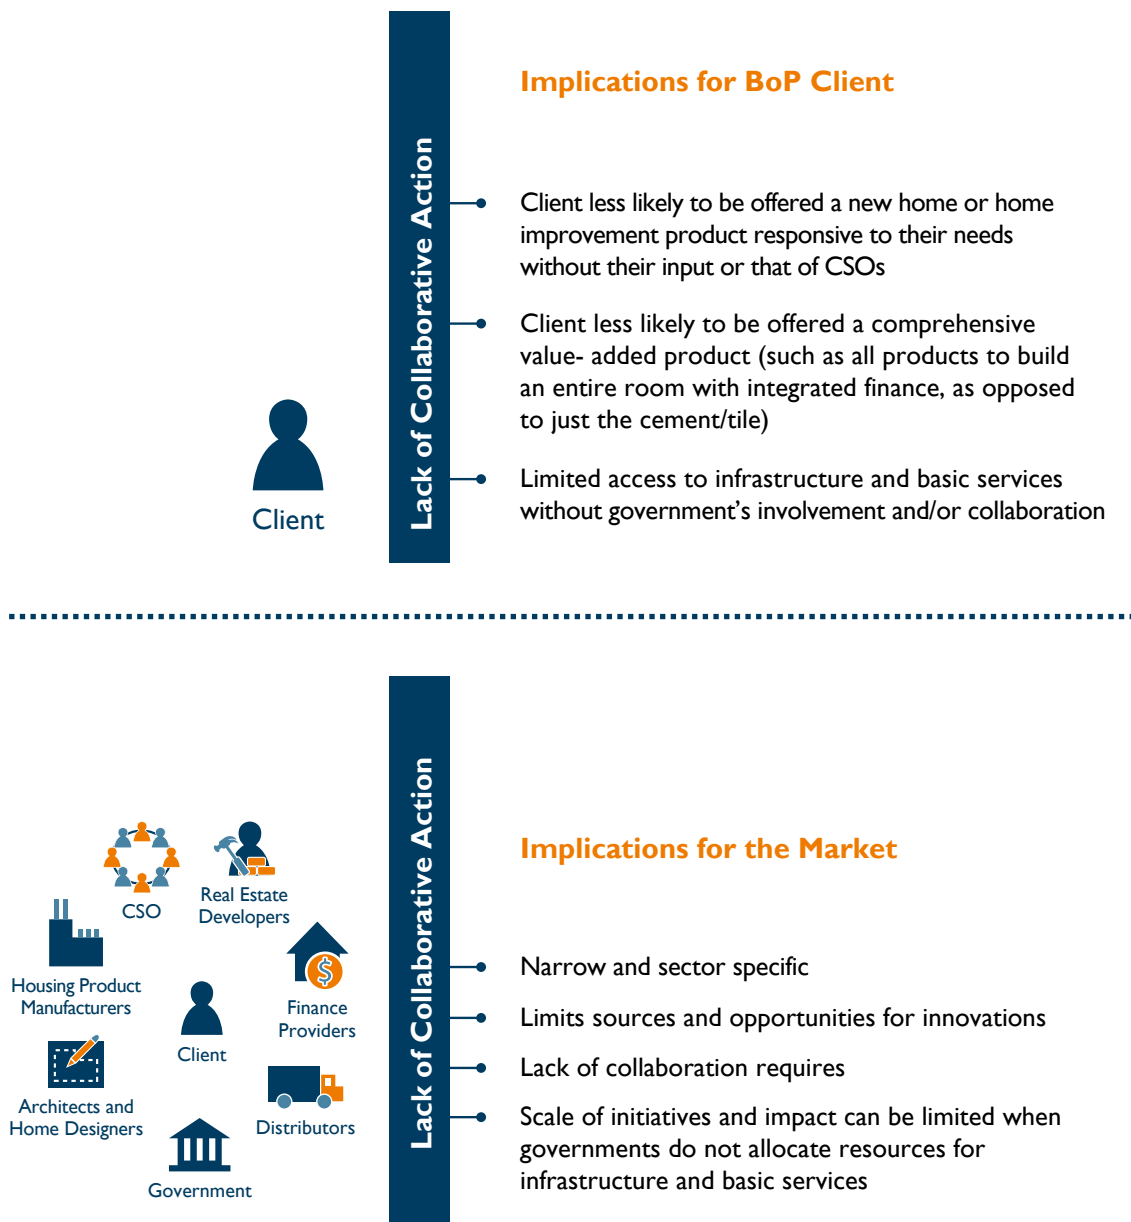 Implications for BoP Client
Lack of Collaborative Action
Client less likely to be offered a new home or home
improvement product responsive to their needs
without their input or that of CSOs
Client less likely to be offered a comprehensive
value- added product (such as all products to build
an entire room with integrated finance, as opposed
to just the cement/tile)
Limited access to infrastructure and basic services
without government's involvement and/or collaboration
Client
Lack of Collaborative Action
Implications for the Market
CSO
Real Estate
Developers
Housing Product
Manufacturers
Finance
Providers
Client
Architects and
Home Designers
Distributors
Government
$
Narrow and sector specific
Limits sources and opportunities for innovations
Lack of collaboration requires
Scale of initiatives and impact can be limited when
governments do not allocate resources for
infrastructure and basic services